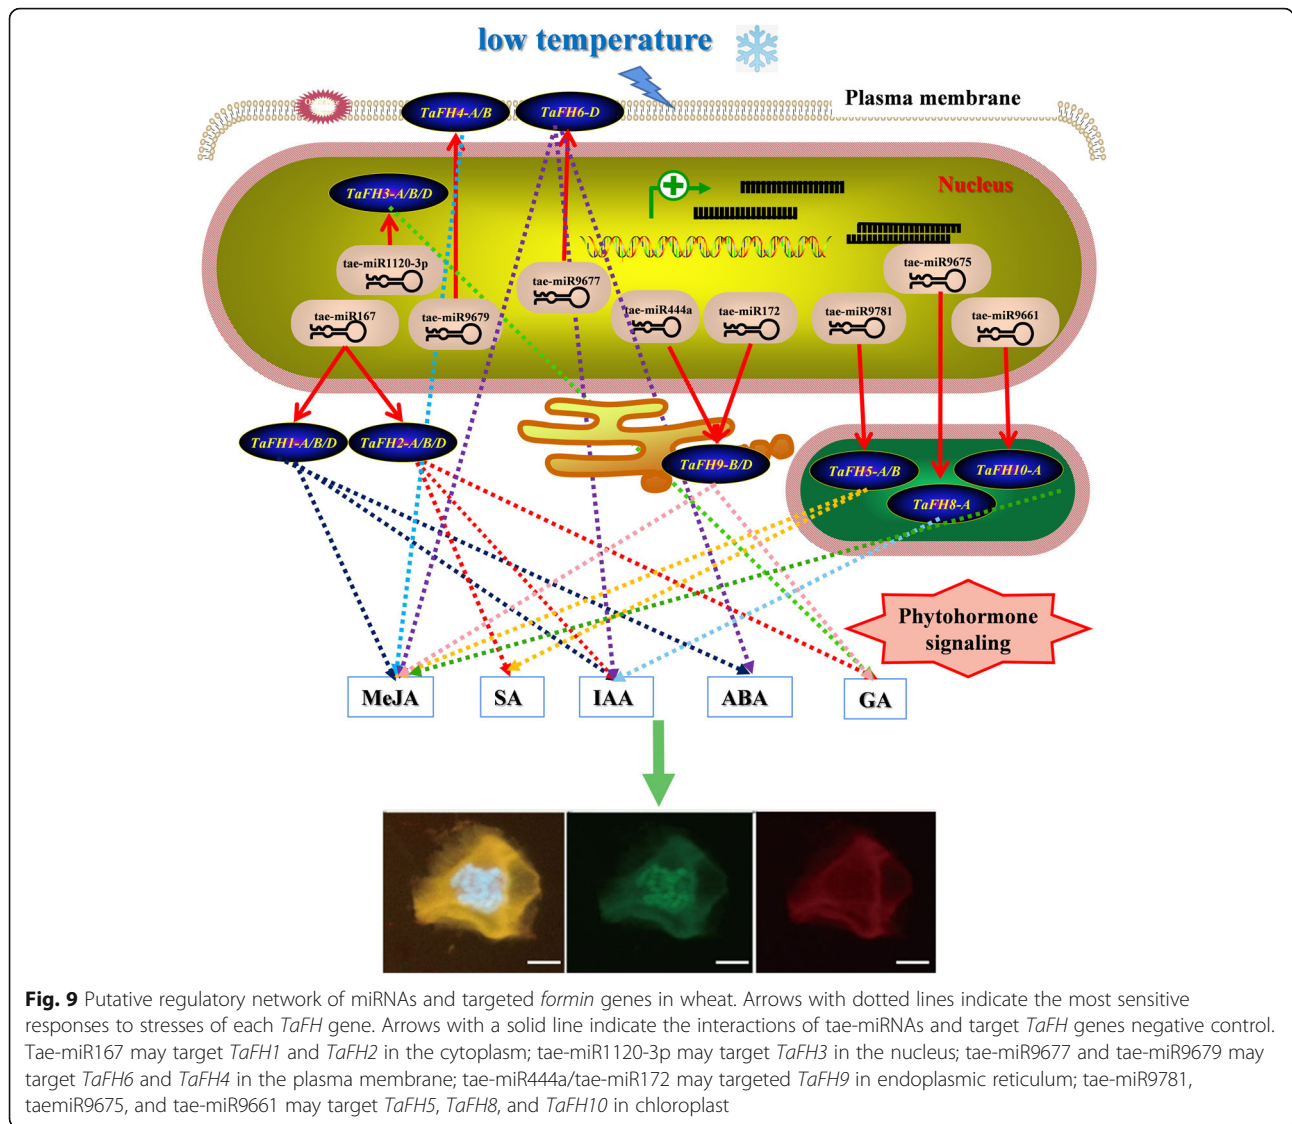 low temperature
Plasma membrane
TaFH4-A/B
TaFH6-D
Nucleus
TaFH3-A/B/D
tae-miR1120-3p
tae-miR9675
tae-miR9677
tae-miR167
tae-miR9679
tae-miR444a
tae-miR172
tae-miR9781
tae-miR9661
TaFH1-A/B/D
TaFH2-A/B/D
TaFH9-B/D
TaFH5-A/B
TaFH10-A
TaFH8-A
Phytohormone
signaling
MeJA
SA
IAA
ABA
GA
Fig. 9 Putative regulatory network of miRNAs and targeted formin genes in wheat. Arrows with dotted lines indicate the most sensitive
responses to stresses of each TaFH gene. Arrows with a solid line indicate the interactions of tae-miRNAs and target TaFH genes negative control.
Tae-miR167 may target TaFH1 and TaFH2 in the cytoplasm; tae-miR1120-3p may target TaFH3 in the nucleus; tae-miR9677 and tae-miR9679 may
target TaFH6 and TaFH4 in the plasma membrane; tae-miR444a/tae-miR172 may targeted TaFH9 in endoplasmic reticulum; tae-miR9781,
taemiR9675, and tae-miR9661 may target TaFH5, TaFH8, and TaFH10 in chloroplast